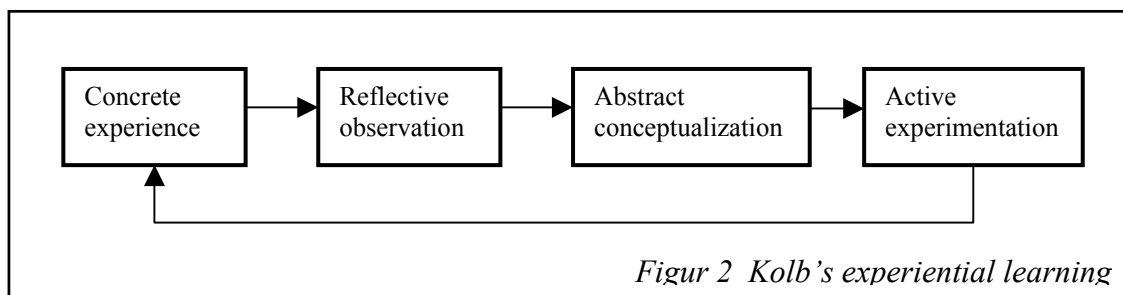 Concrete
experience
Reflective
observation
Abstract
conceptualization
Active
experimentation
Figur 2  Kolb’s experiential learning